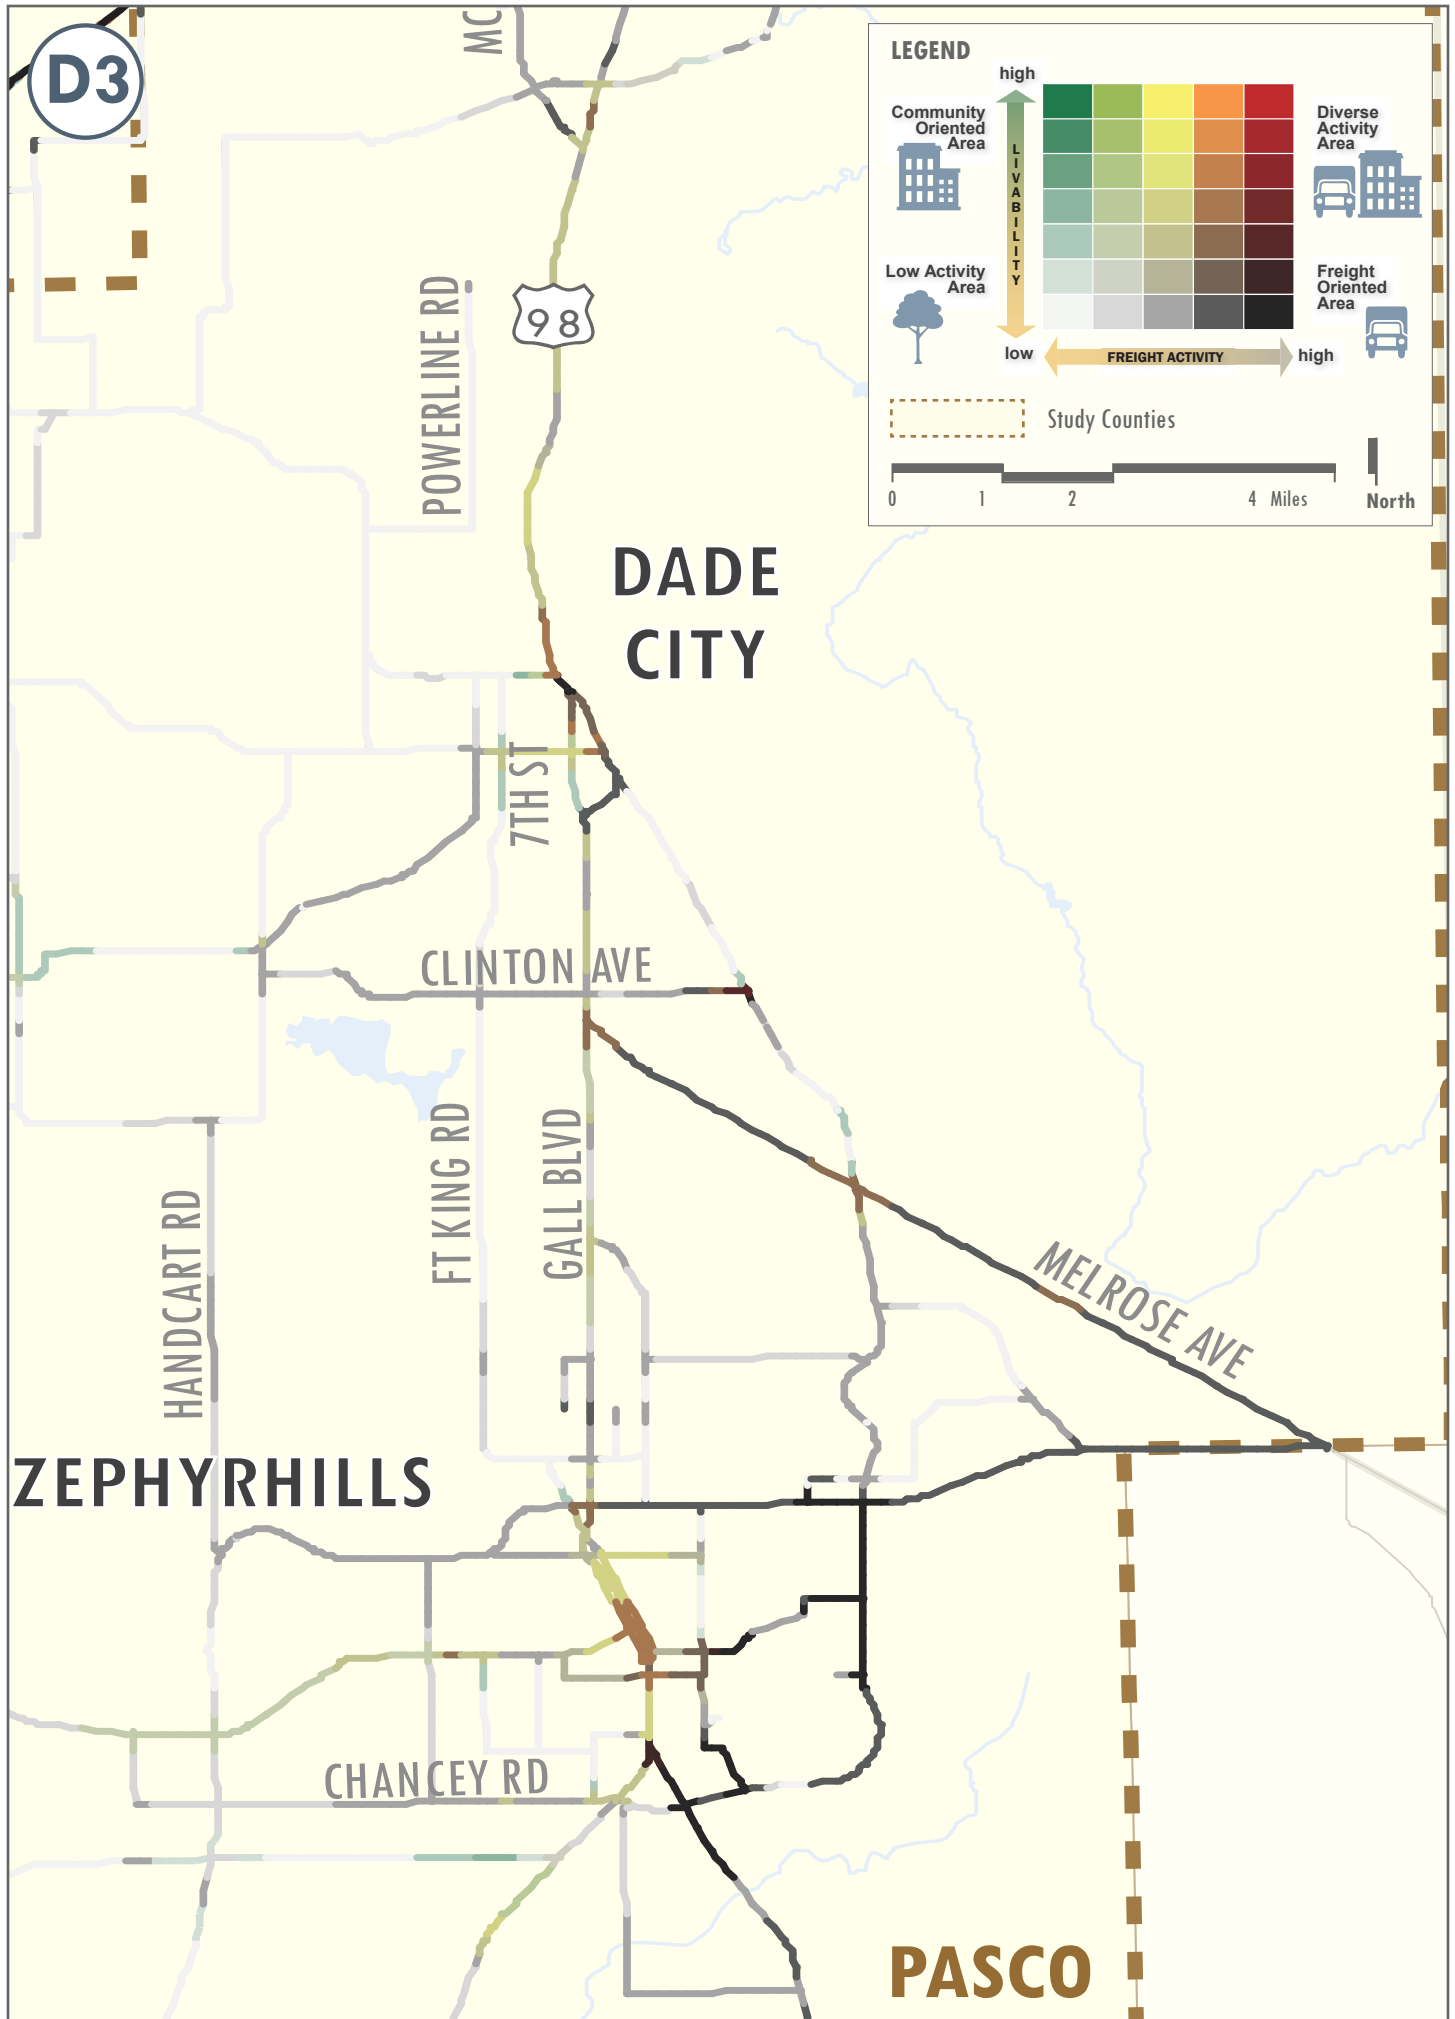 D3
MC
LEGEND
high
Community
Oriented
Area
Diverse
Activity
Area
LIVABILITY
Low Activity
Area
Freight
Oriented
Area
low
FREIGHT ACTIVITY
high
Study Counties
0 1 2 4 Miles
North
POWERLINE RD
98
DADE
CITY
7TH ST
CLINTON AVE
FT KING RD
GALL BLVD
HANDCART RD
MELROSE AVE
ZEPHYRHILLS
CHANCEY RD
PASCO